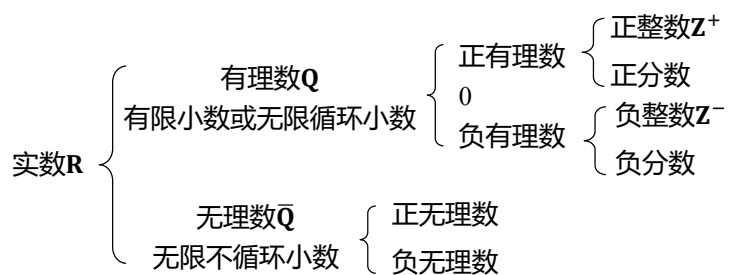 正整数𝐙⁺
正有理数
正分数
有理数𝐐
0
有限小数或无限循环小数
负整数𝐙⁻
负有理数
负分数
实数𝐑
无理数𝐐̅
正无理数
无限不循环小数
负无理数